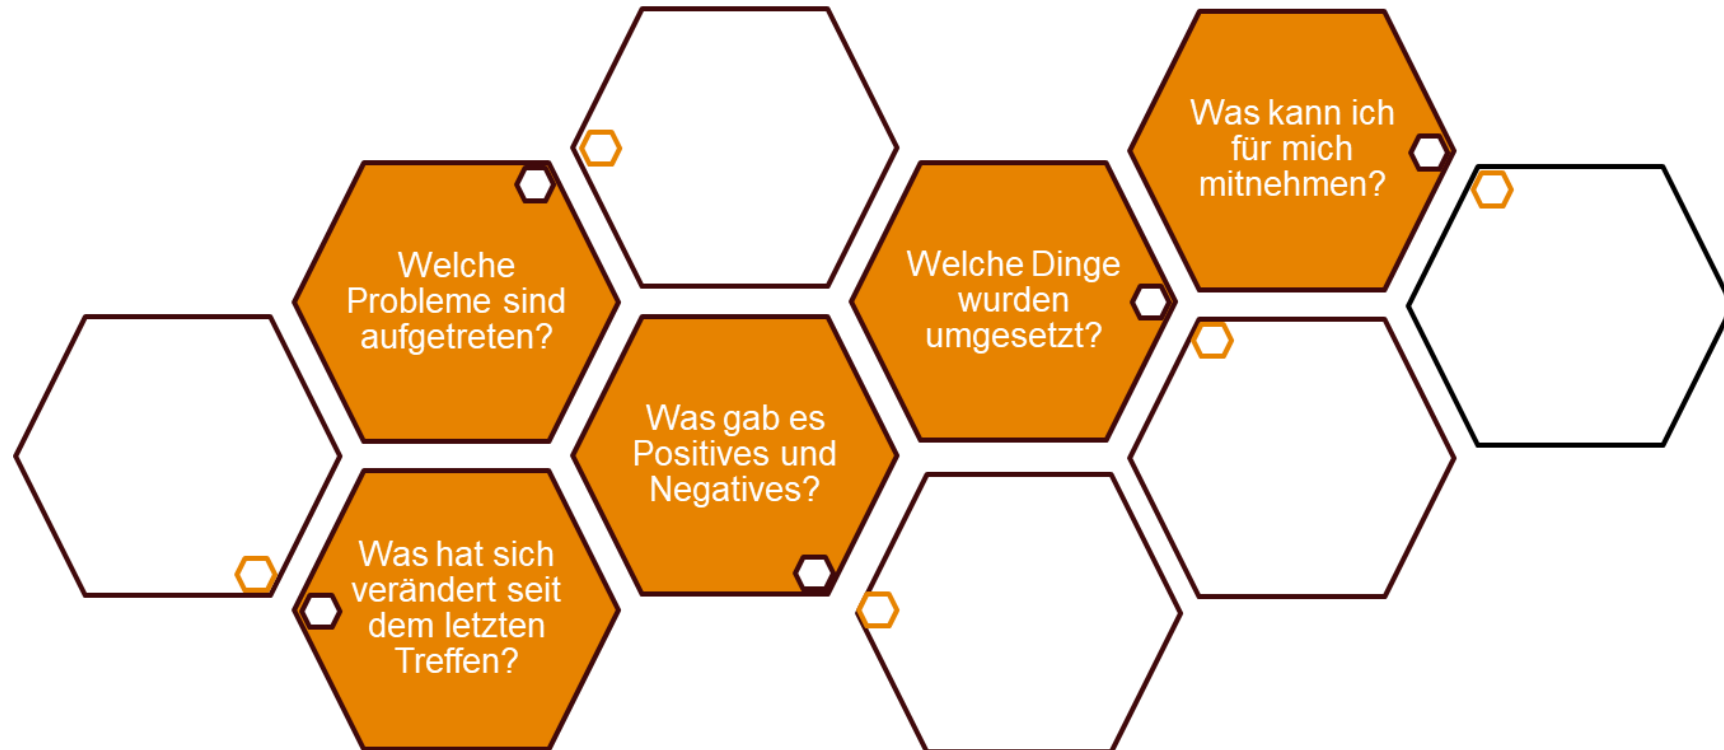 Was kann ich
für mich
mitnehmen?
Welche
Probleme sind
aufgetreten?
Welche Dinge
wurden
umgesetzt?
Was gab es
Positives und
Negatives?
Was hat sich
verändert seit
dem letzten
Treffen?